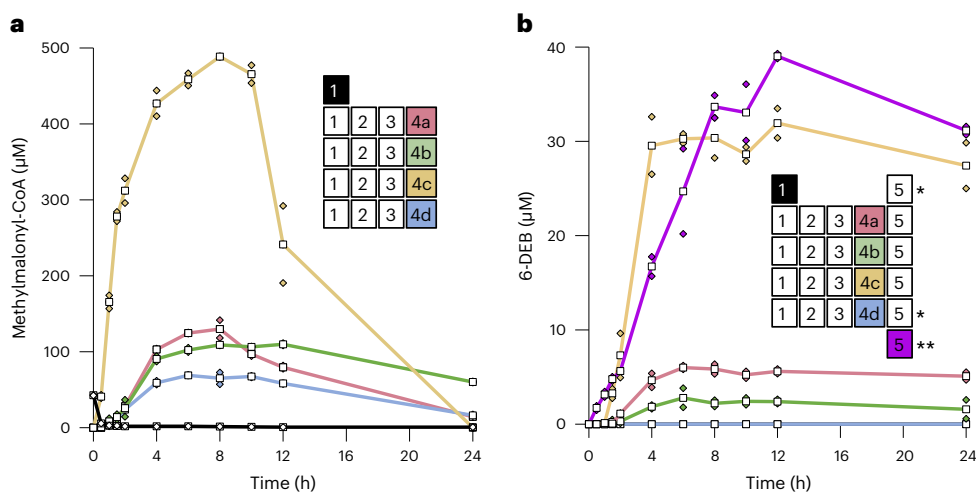 a
500
400
300
200
100
0
Methylmalonyl-CoA (µM)
0 4 8 12 16 20 24
Time (h)
1
1 2 3 4a
1 2 3 4b
1 2 3 4c
1 2 3 4d
b
40
30
20
10
0
6-DEB (µM)
0 4 8 12 16 20 24
Time (h)
1 5 *
1 2 3 4a 5
1 2 3 4b 5
1 2 3 4c 5
1 2 3 4d 5 *
5 **